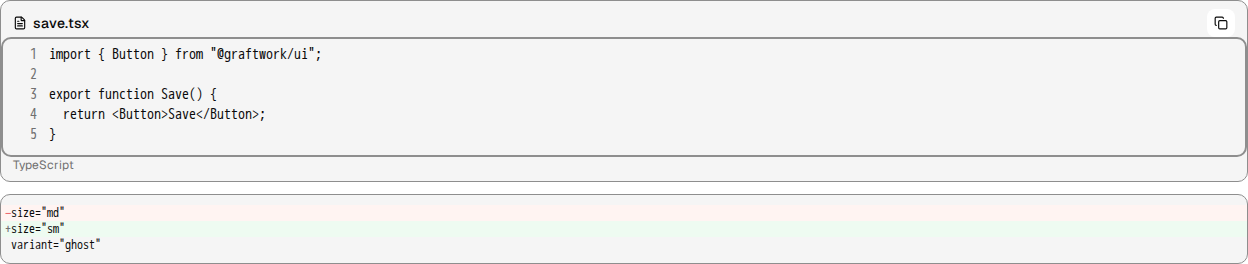 save.tsx
1 import { Button } from "@graftwork/ui";
2
3 export function Save() {
4   return <Button>Save</Button>;
5 }
TypeScript
-size="md"
+size="sm"
 variant="ghost"